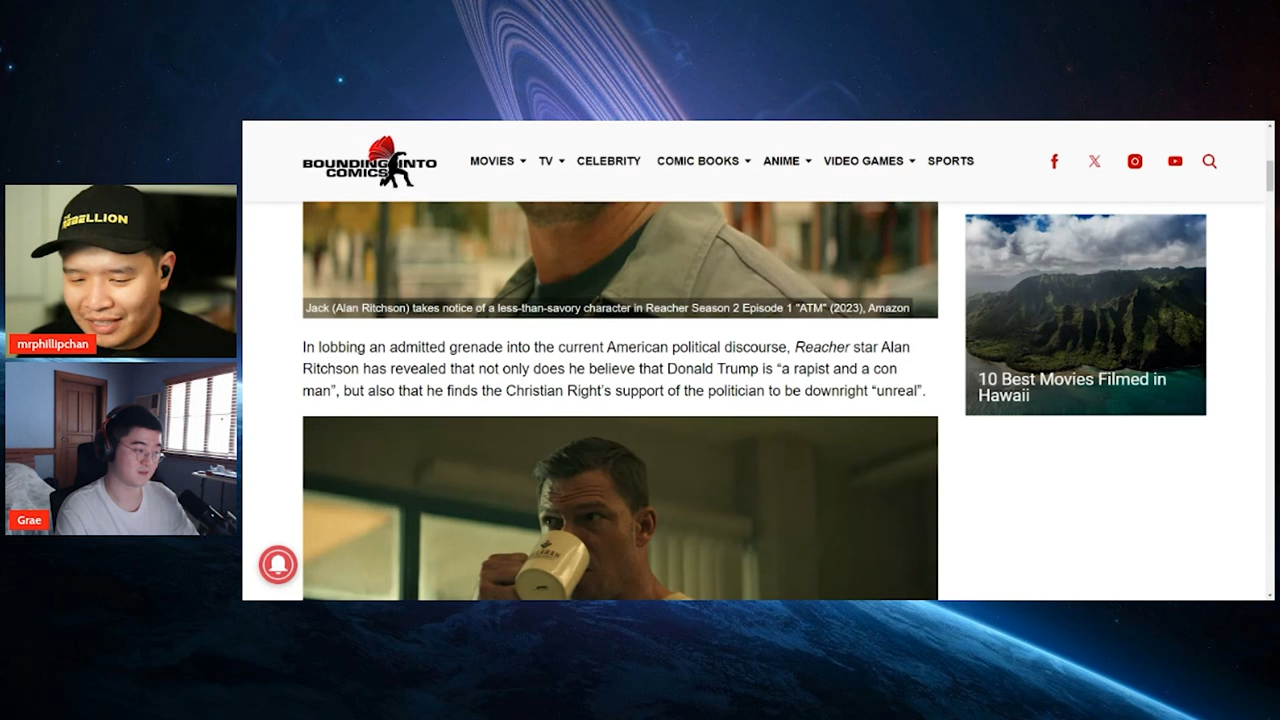 THE
REBELLION
mrphillipchan
Grae
BOUNDING INTO
COMICS
MOVIES TV CELEBRITY COMIC BOOKS ANIME VIDEO GAMES SPORTS
Jack (Alan Ritchson) takes notice of a less-than-savory character in Reacher Season 2 Episode 1 "ATM" (2023), Amazon
In lobbing an admitted grenade into the current American political discourse, Reacher star Alan
Ritchson has revealed that not only does he believe that Donald Trump is “a rapist and a con
man”, but also that he finds the Christian Right’s support of the politician to be downright “unreal”.
10 Best Movies Filmed in
Hawaii